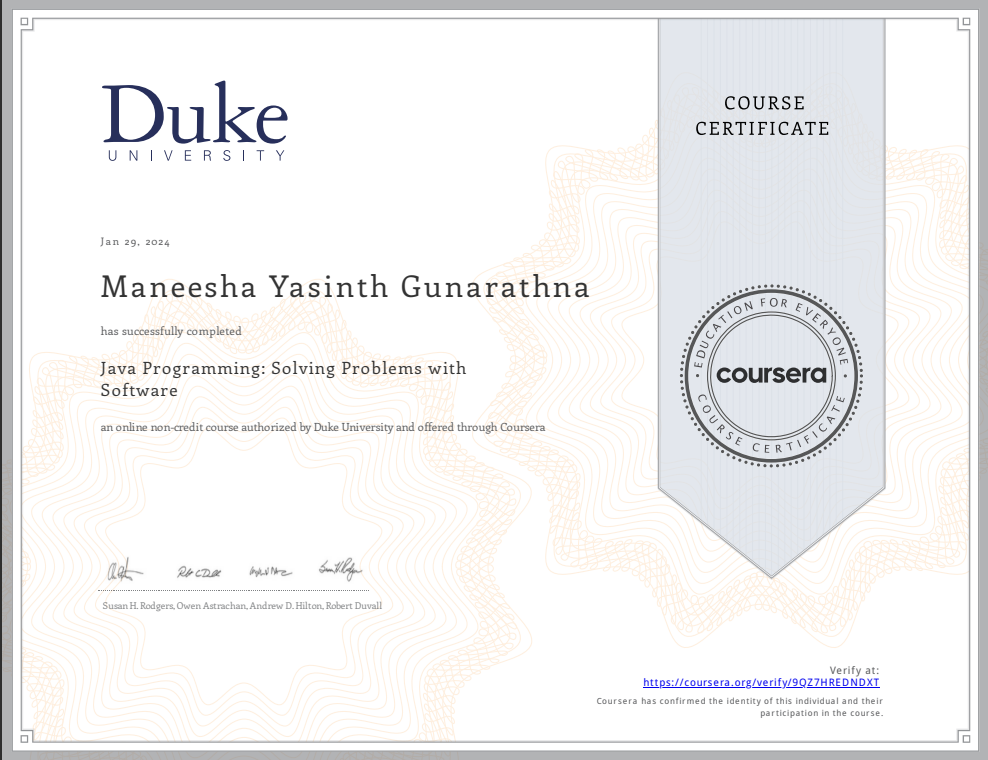 Duke
UNIVERSITY
COURSE
CERTIFICATE
Jan 29, 2024
Maneesha Yasinth Gunarathna
has successfully completed
Java Programming: Solving Problems with
Software
an online non-credit course authorized by Duke University and offered through Coursera
EDUCATION FOR EVERYONE
coursera
COURSE CERTIFICATE
Susan H. Rodgers, Owen Astrachan, Andrew D. Hilton, Robert Duvall
Verify at:
https://coursera.org/verify/9QZ7HREDNDXT
Coursera has confirmed the identity of this individual and their
participation in the course.